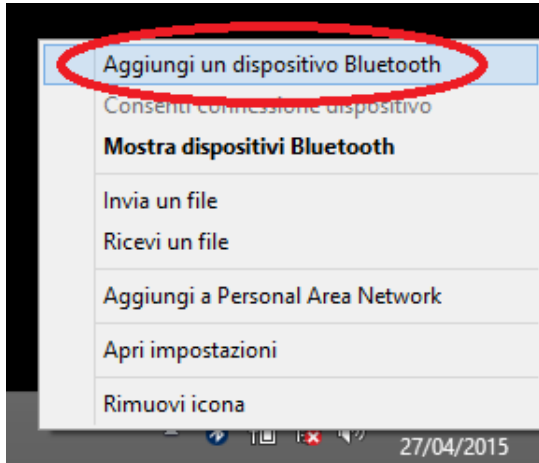 Aggiungi un dispositivo Bluetooth
Consenti connessione dispositivo
Mostra dispositivi Bluetooth
Invia un file
Ricevi un file
Aggiungi a Personal Area Network
Apri impostazioni
Rimuovi icona
27/04/2015